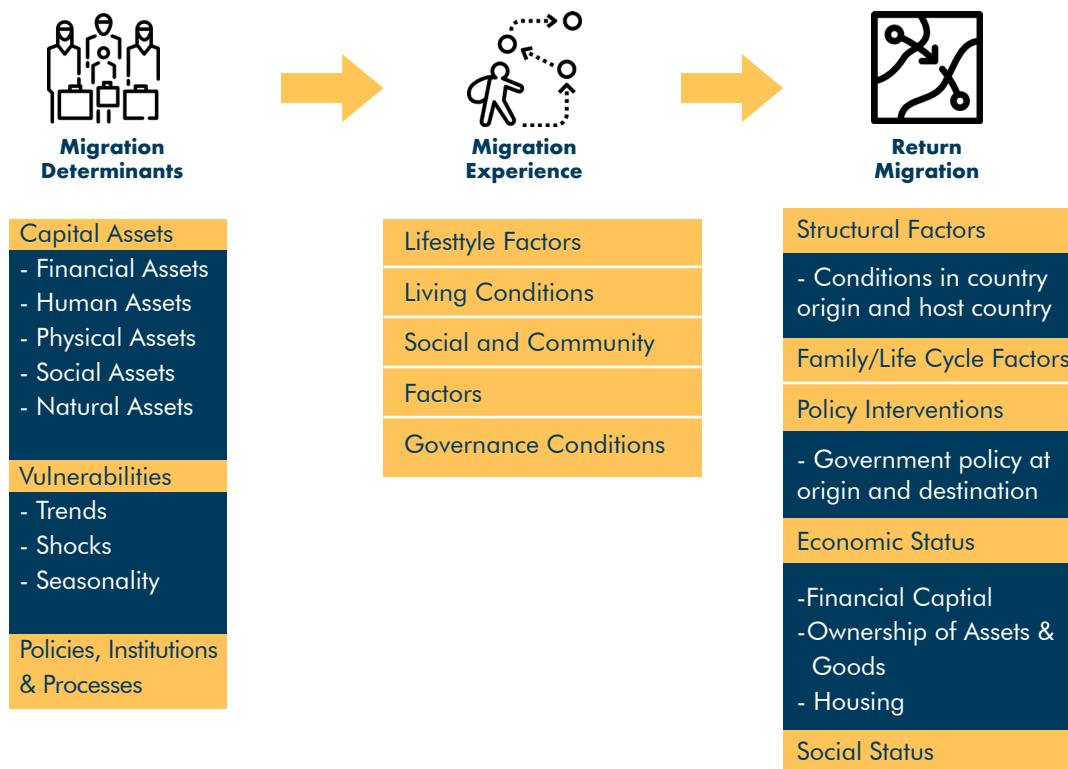 Migration
Determinants
Capital Assets
- Financial Assets
- Human Assets
- Physical Assets
- Social Assets
- Natural Assets
Vulnerabilities
- Trends
- Shocks
- Seasonality
Policies, Institutions
& Processes
Migration
Experience
Lifesttyle Factors
Living Conditions
Social and Community
Factors
Governance Conditions
Return
Migration
Structural Factors
- Conditions in country
origin and host country
Family/Life Cycle Factors
Policy Interventions
- Government policy at
origin and destination
Economic Status
-Financial Captial
-Ownership of Assets &
Goods
- Housing
Social Status